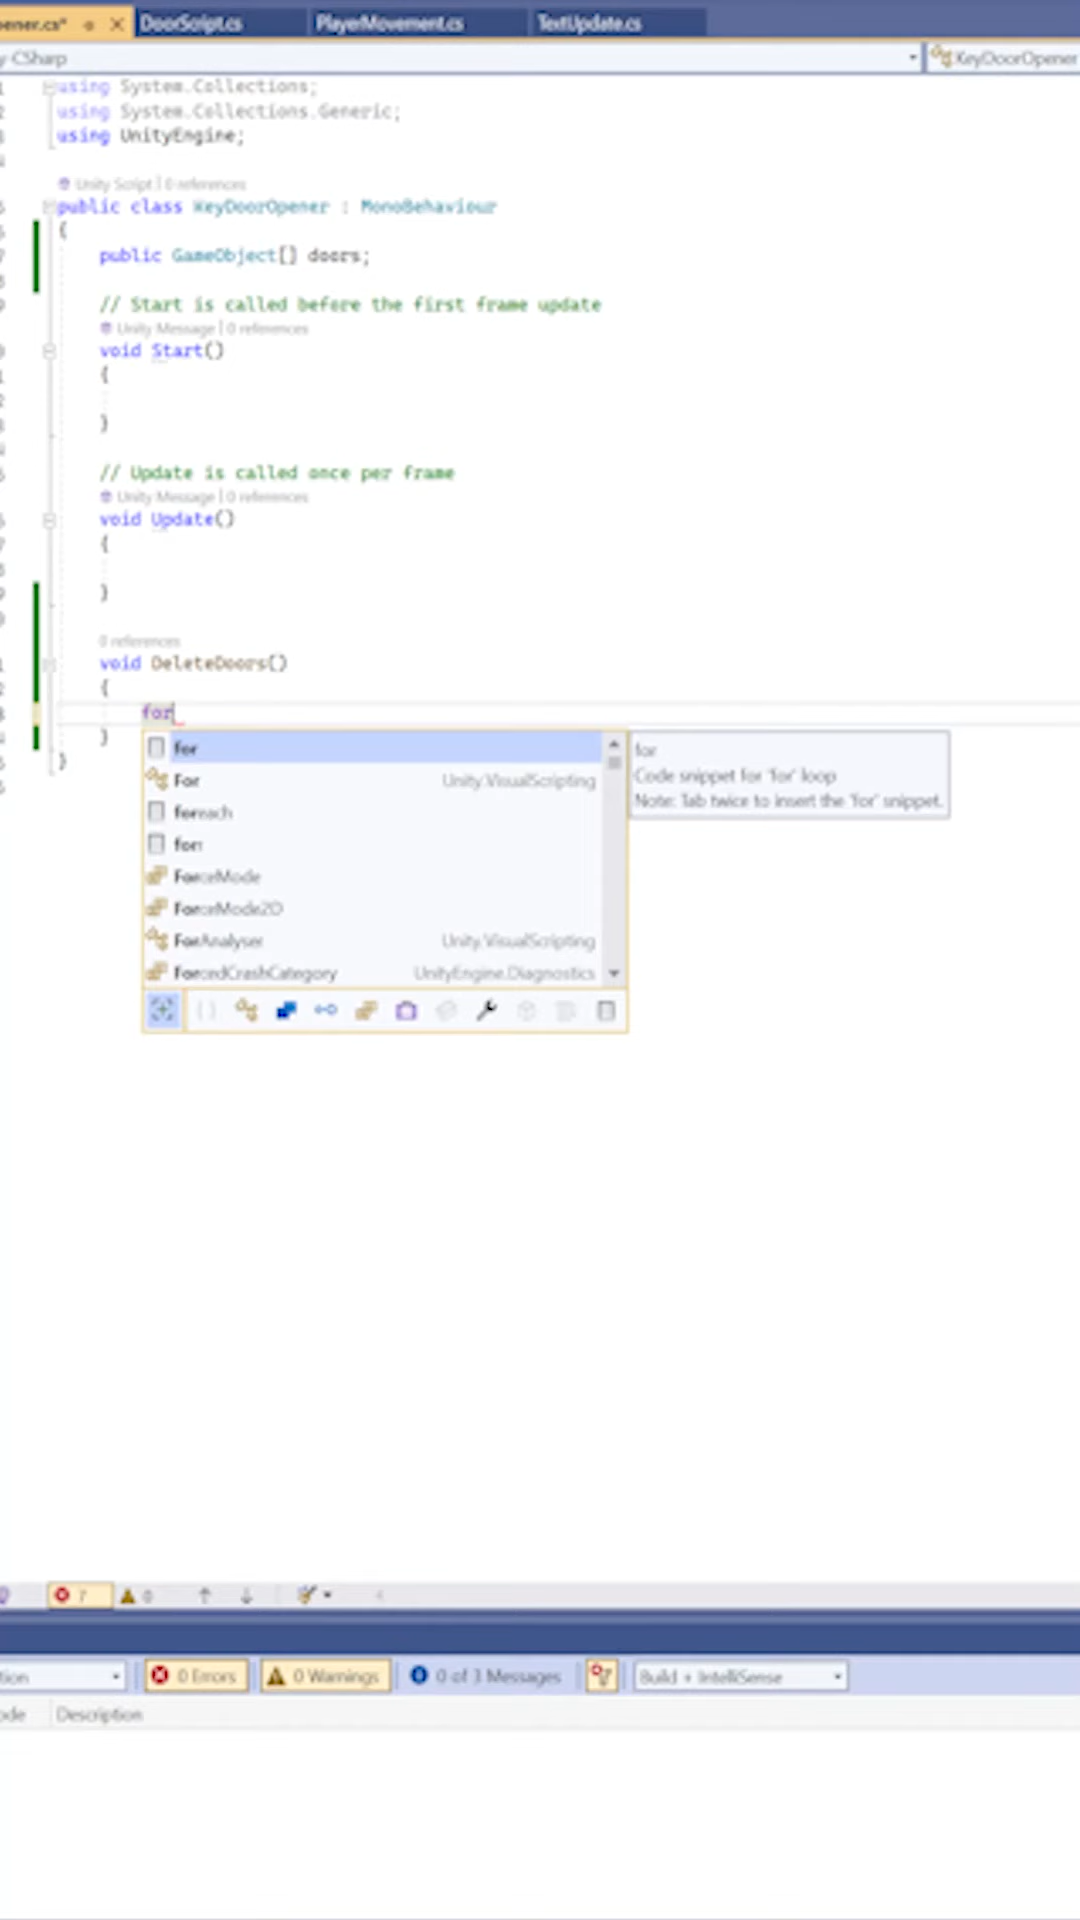 ener.cs* DoorScript.cs PlayerMovement.cs TextUpdate.cs
y-CSharp KeyDoorOpener
using System.Collections;
using System.Collections.Generic;
using UnityEngine;
Unity Script | 0 references
public class KeyDoorOpener : MonoBehaviour
{
public GameObject[] doors;
// Start is called before the first frame update
Unity Message | 0 references
void Start()
{
}
// Update is called once per frame
Unity Message | 0 references
void Update()
{
}
0 references
void DeleteDoors()
{
for
}
}
for
For Unity.VisualScripting
foreach
forr
ForceMode
ForceMode2D
ForAnalyser Unity.VisualScripting
ForcedCrashCategory UnityEngine.Diagnostics
for
Code snippet for 'for' loop
Note: Tab twice to insert the 'for' snippet.
7 0
tion 0 Errors 0 Warnings 0 of 3 Messages Build + IntelliSense
ode Description